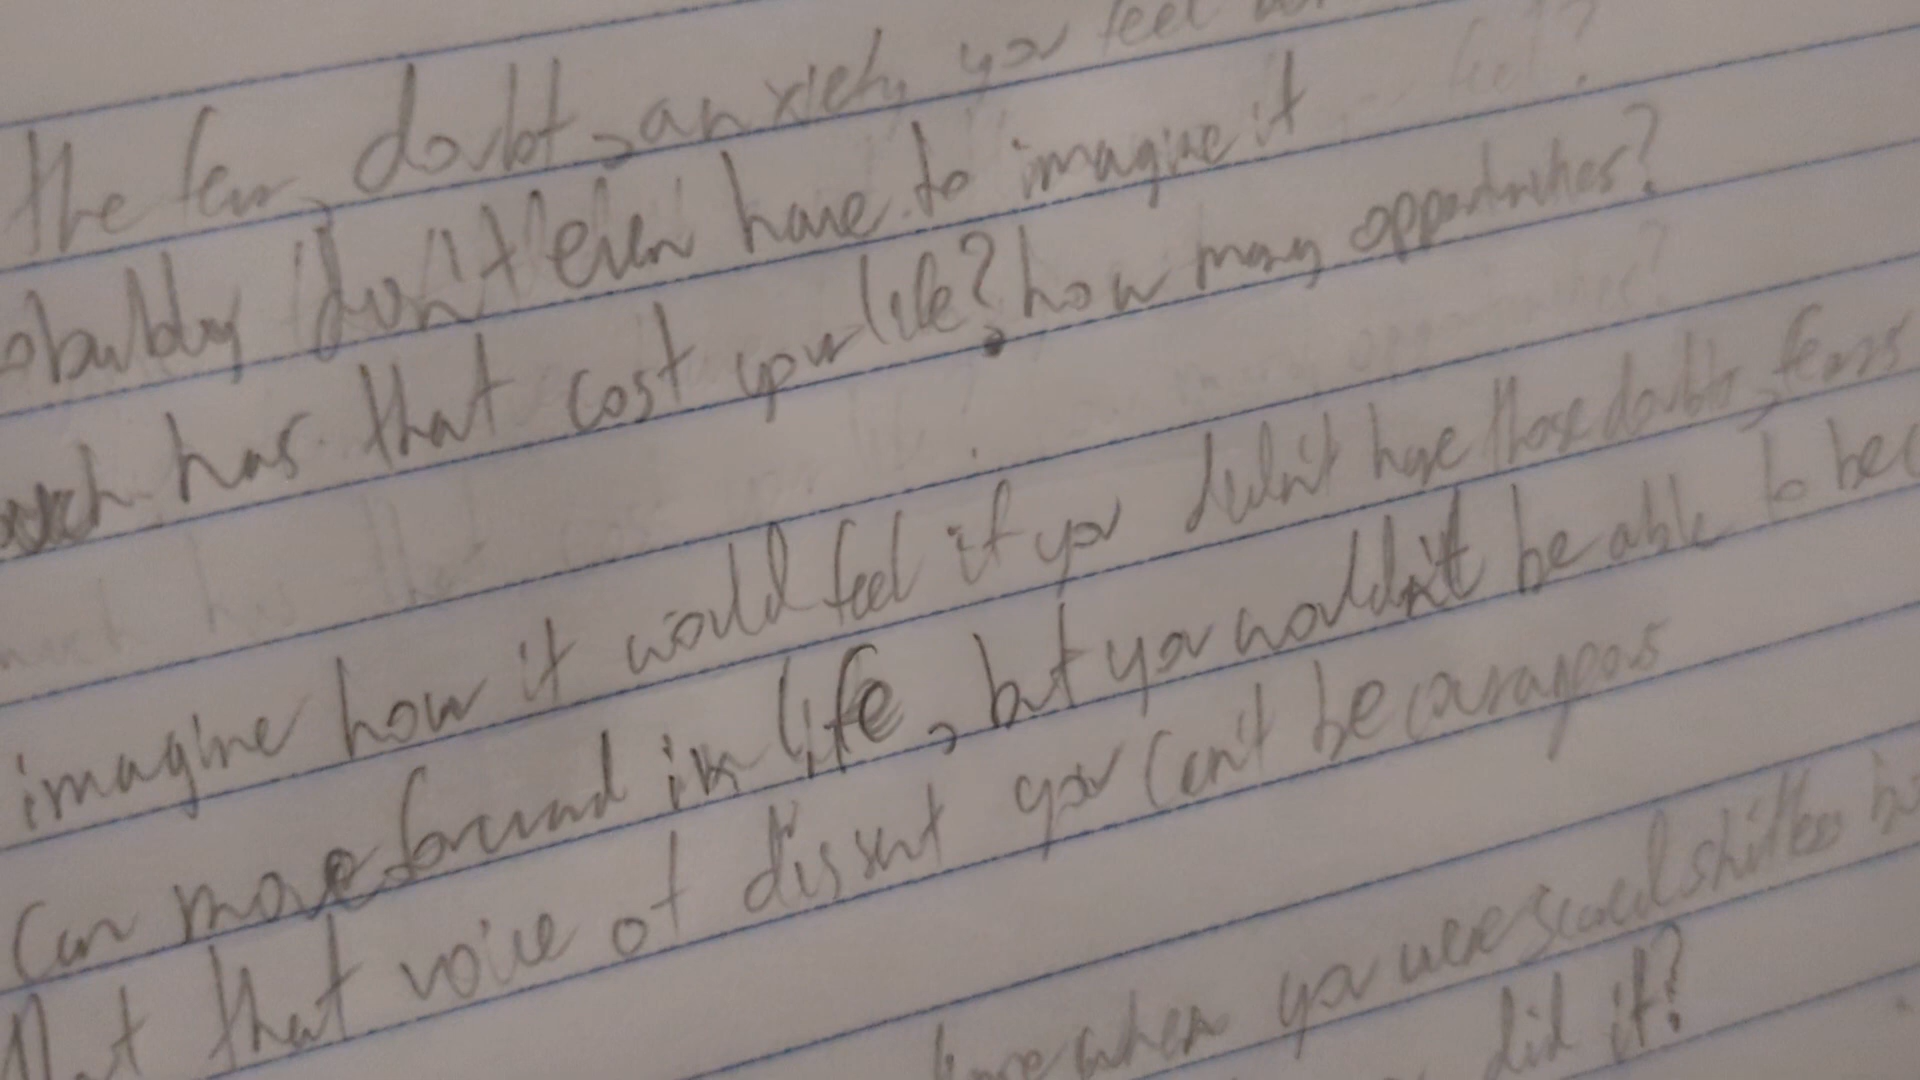 the fear, doubt, anxiety you feel
don't even have to imagine it
has that cost your life? how many opportunities?
imagine how it would feel if you didn't have those doubts, fears
can move forward in life, but you wouldn't be able to
that voice of dissent you can't be courageous
when you were scared shitless
did it?